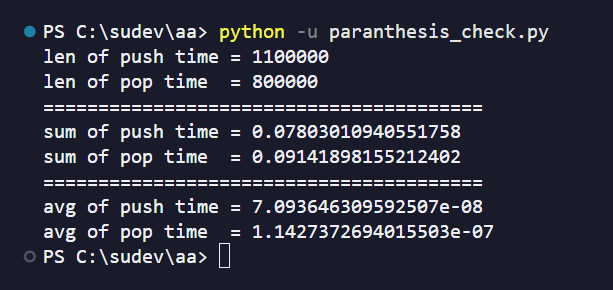 PS C:\sudev\aa> python -u paranthesis_check.py
len of push time = 1100000
len of pop time  = 800000
========================================
sum of push time = 0.07803010940551758
sum of pop time  = 0.09141898155212402
========================================
avg of push time = 7.093646309592507e-08
avg of pop time  = 1.1427372694015503e-07
PS C:\sudev\aa>